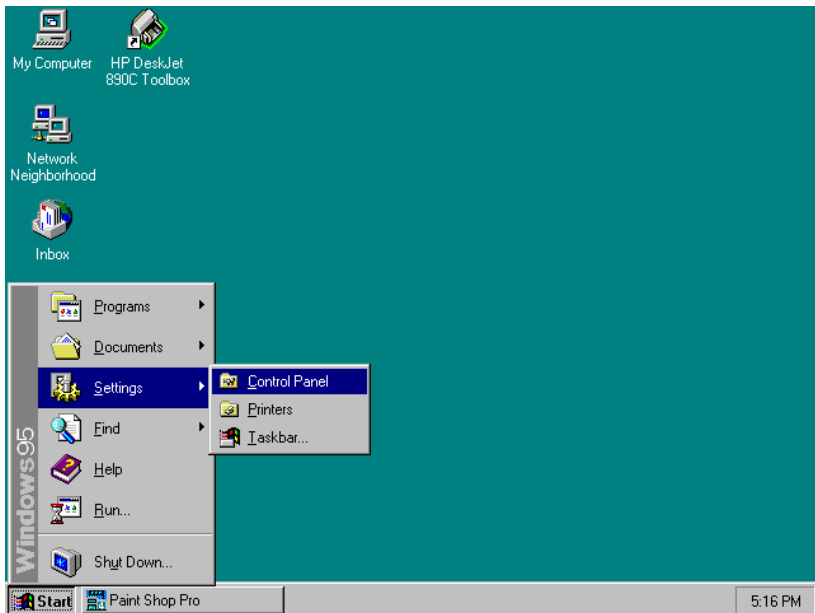 My Computer
HP DeskJet
890C Toolbox
Network
Neighborhood
Inbox
Windows95
Programs
Documents
Settings
Find
Help
Run...
Shut Down...
Control Panel
Printers
Taskbar...
Start
Paint Shop Pro
5:16 PM